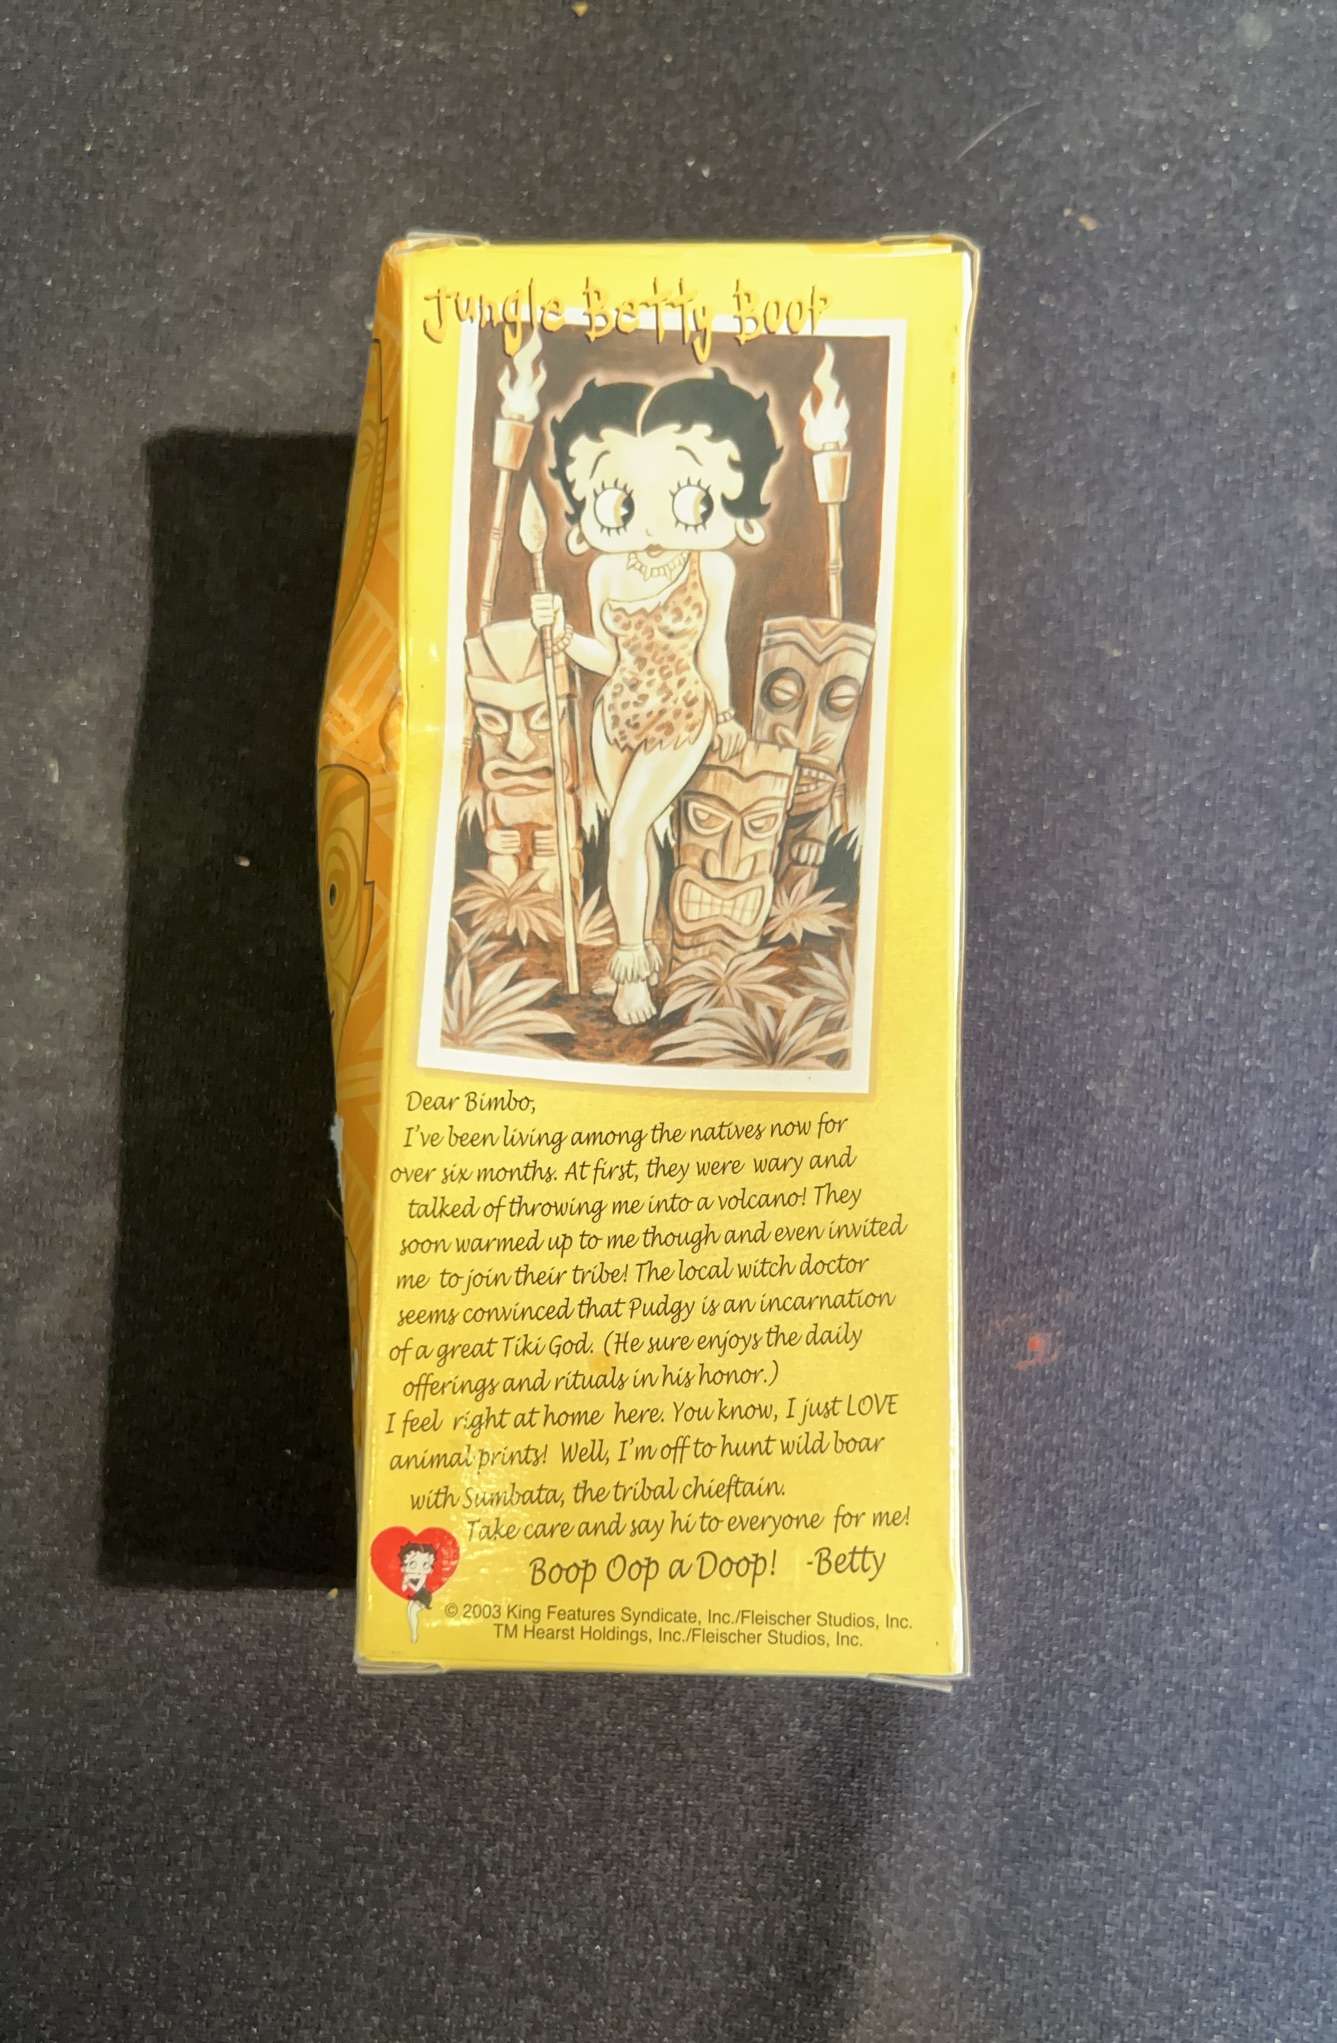 Jungle Betty Boop
Dear Bimbo,
I've been living among the natives now for
over six months. At first, they were wary and
talked of throwing me into a volcano! They
soon warmed up to me though and even invited
me to join their tribe! The local witch doctor
seems convinced that Pudgy is an incarnation
of a great Tiki God. (He sure enjoys the daily
offerings and rituals in his honor.)
I feel right at home here. You know, I just LOVE
animal prints! Well, I'm off to hunt wild boar
with Sumbata, the tribal chieftain.
Take care and say hi to everyone for me!
Boop Oop a Doop! -Betty
© 2003 King Features Syndicate, Inc./Fleischer Studios, Inc.
TM Hearst Holdings, Inc./Fleischer Studios, Inc.